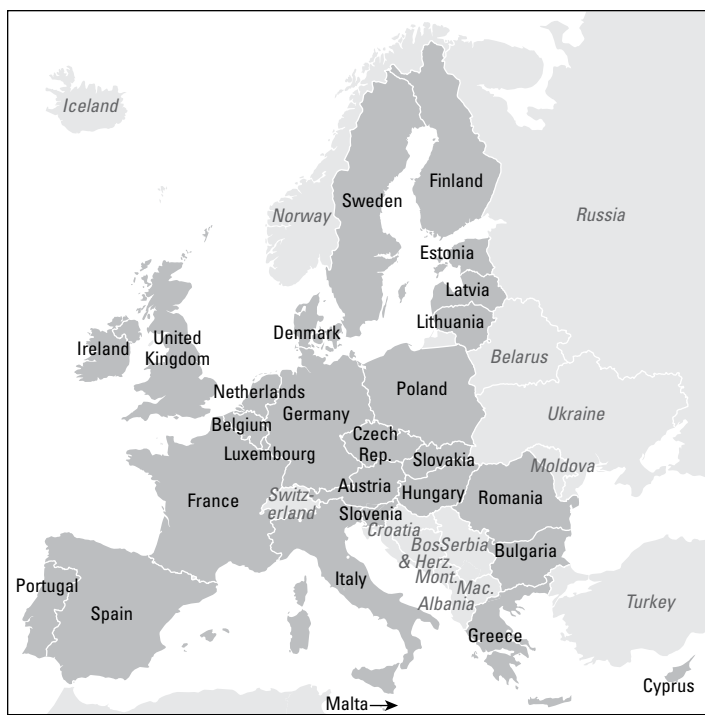 Iceland
Norway
Sweden
Finland
Russia
Estonia
Latvia
Lithuania
Denmark
Ireland
United
Kingdom
Belarus
Netherlands
Germany
Poland
Ukraine
Belgium
Luxembourg
Czech
Rep.
Slovakia
Moldova
France
Switz-
erland
Austria
Hungary
Romania
Slovenia
Croatia
Bos
& Herz.
Serbia
Bulgaria
Mont.
Mac.
Albania
Italy
Portugal
Spain
Greece
Turkey
Cyprus
Malta